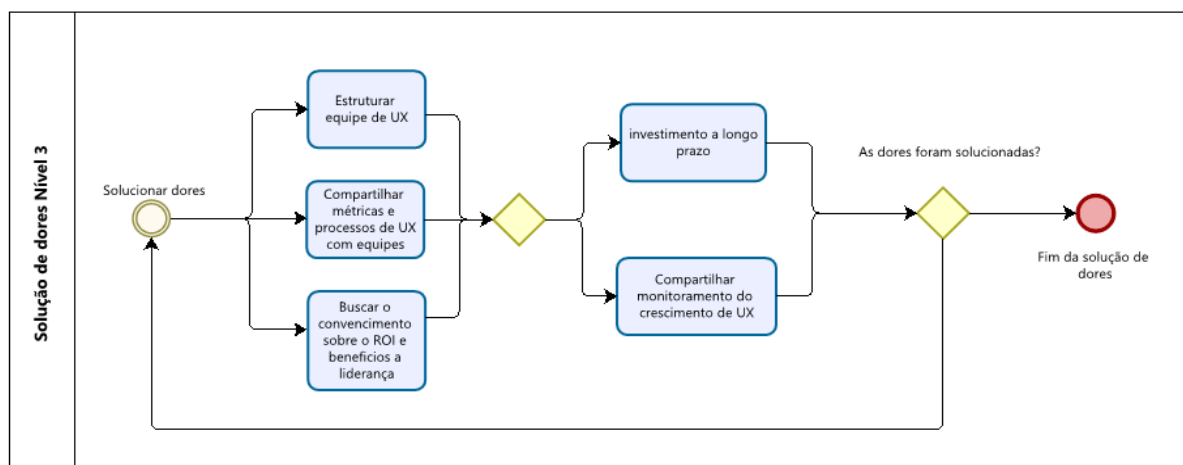 Solução de dores Nível 3
Solucionar dores
Estruturar
equipe de UX
Compartilhar
métricas e
processos de UX
com equipes
Buscar o
convencimento
sobre o ROI e
beneficios a
liderança
investimento a longo
prazo
Compartilhar
monitoramento do
crescimento de UX
As dores foram solucionadas?
Fim da solução de
dores